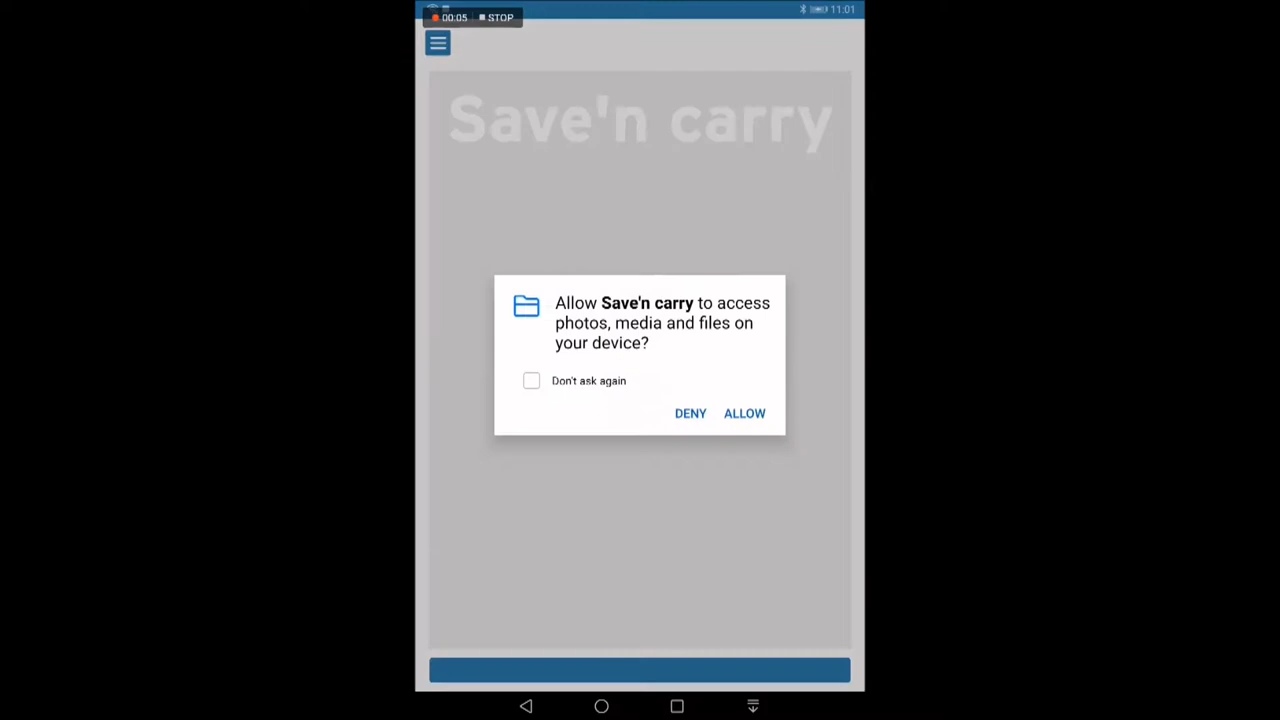 00:05 STOP 11:01
Save'n carry
Allow Save'n carry to access
photos, media and files on
your device?
Don't ask again
DENY ALLOW